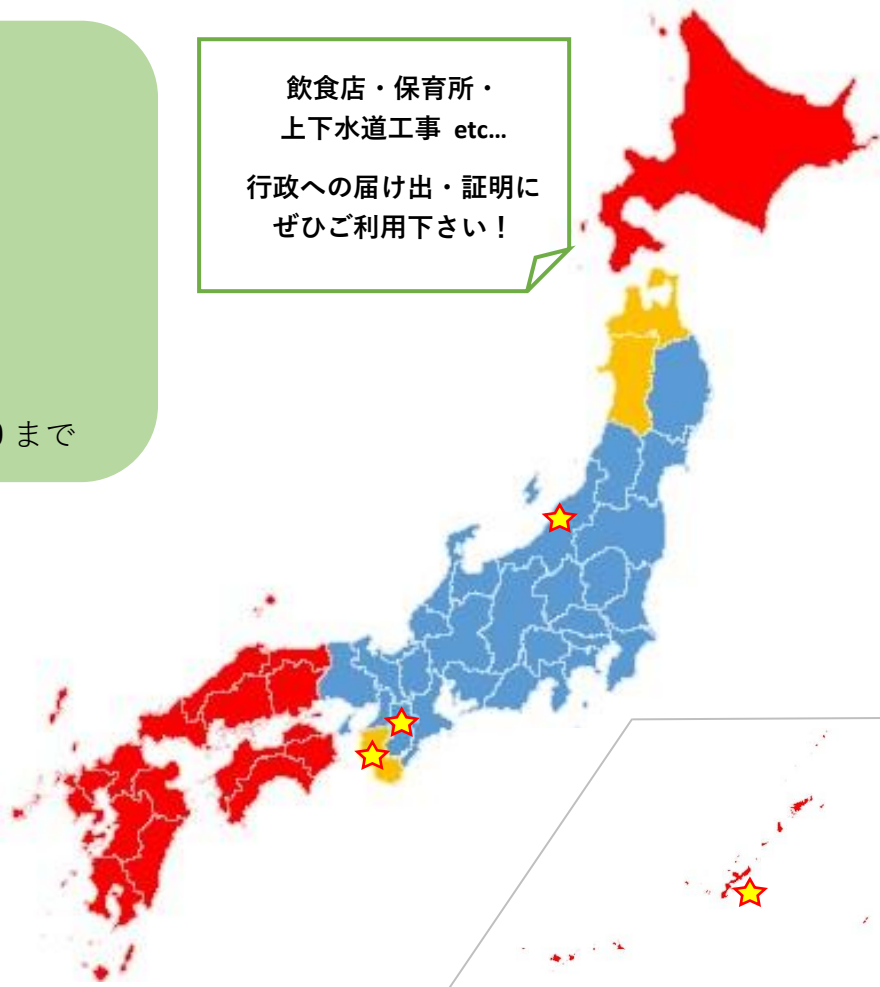 飲食店・保育所・
上下水道工事 etc...
行政への届け出・証明に
ぜひご利用下さい！
まで